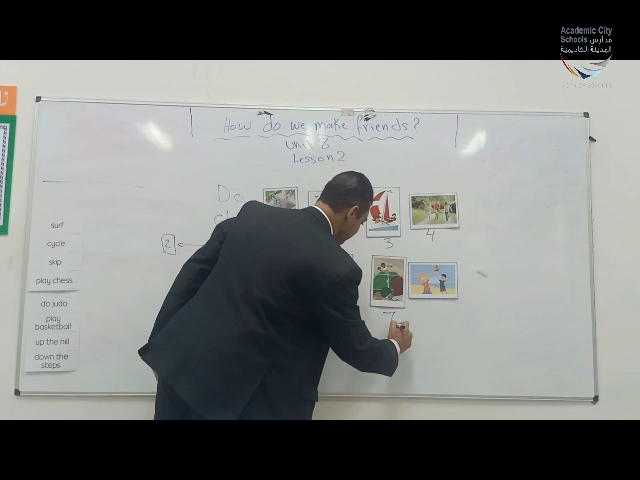 Academic City
Schools مدارس
المدينة الأكاديمية
How do we make friends?
Unit 8
Lesson 2
Do
2
3
4
7
surf
cycle
skip
play chess
do judo
play
basketball
up the hill
down the
steps